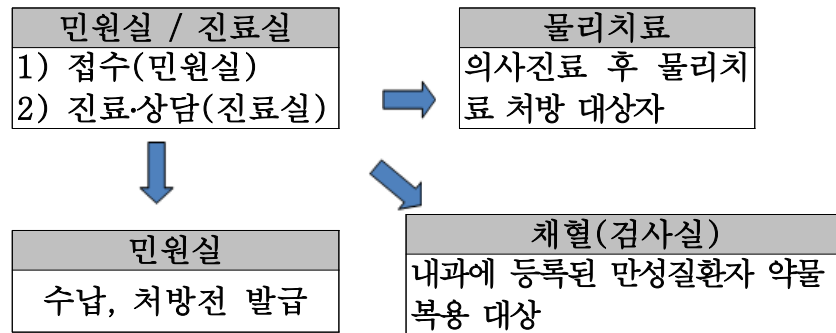 민원실 / 진료실
1) 접수(민원실)
2) 진료·상담(진료실)
물리치료
의사진료 후 물리치
료 처방 대상자
민원실
수납, 처방전 발급
채혈(검사실)
내과에 등록된 만성질환자 약물
복용 대상